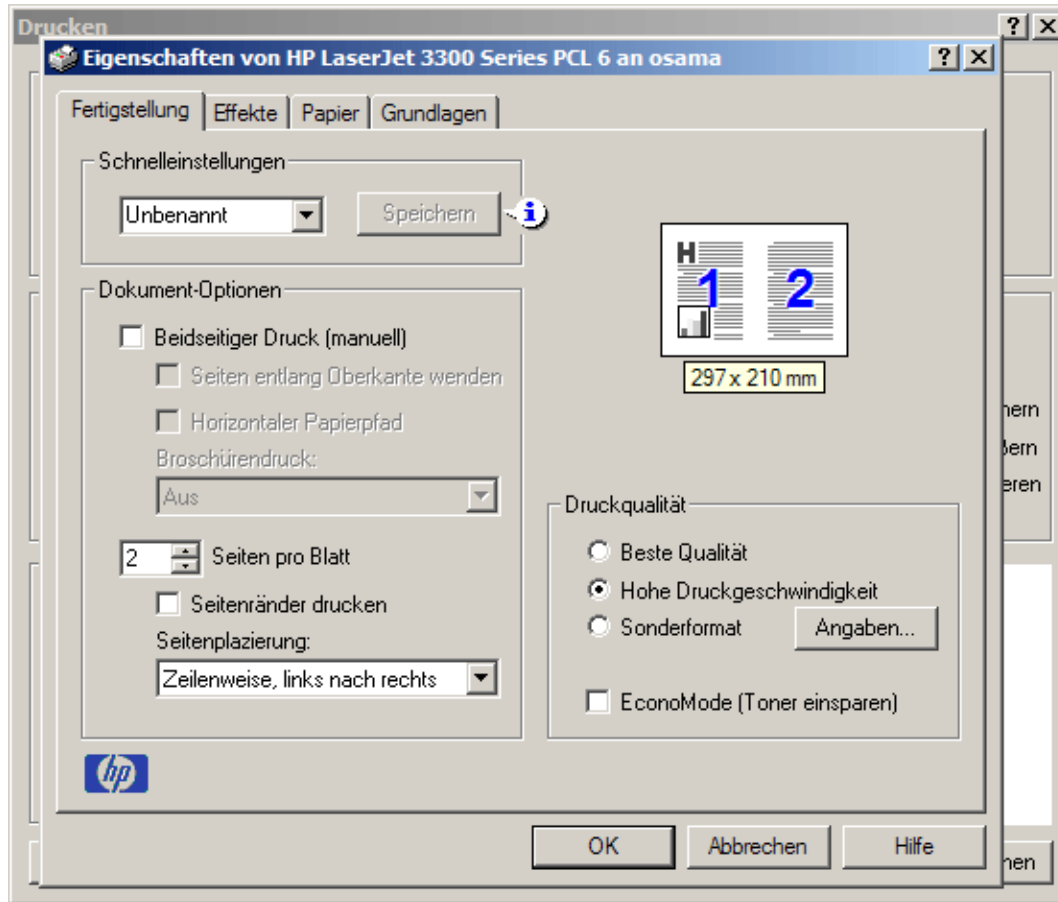 Drucken
Eigenschaften von HP LaserJet 3300 Series PCL 6 an osama
Fertigstellung Effekte Papier Grundlagen
Schnelleinstellungen
Unbenannt Speichern i
H 1 2
297 x 210 mm
Dokument-Optionen
Beidseitiger Druck (manuell)
Seiten entlang Oberkante wenden
Horizontaler Papierpfad
Broschürendruck:
Aus
2 Seiten pro Blatt
Seitenränder drucken
Seitenplazierung:
Zeilenweise, links nach rechts
Druckqualität
Beste Qualität
Hohe Druckgeschwindigkeit
Sonderformat Angaben...
EconoMode (Toner einsparen)
hp
OK Abbrechen Hilfe